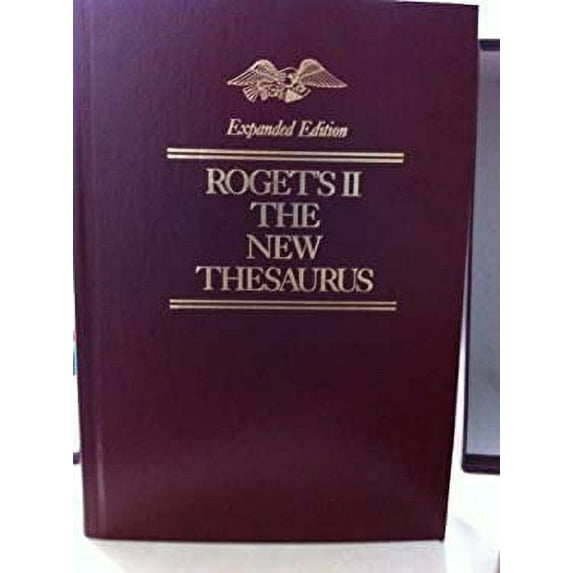 Expanded Edition
ROGET'S II
THE
NEW
THESAURUS